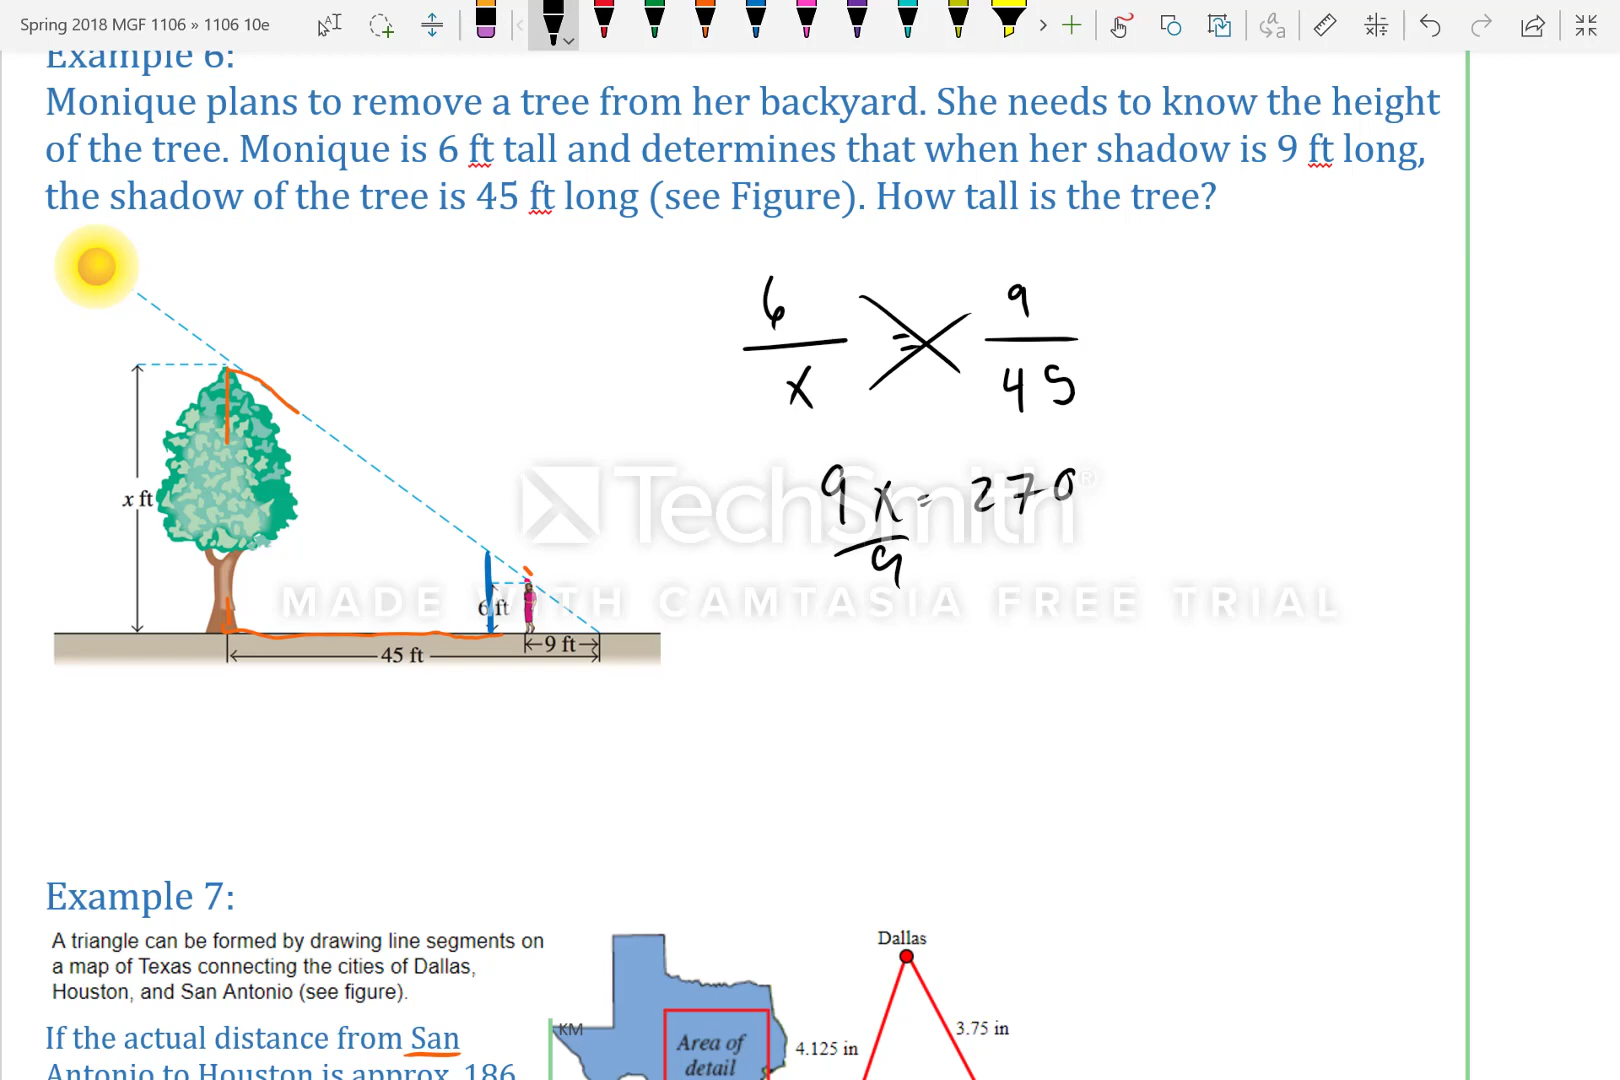 Spring 2018 MGF 1106 » 1106 10e
Example 6:
Monique plans to remove a tree from her backyard. She needs to know the height
of the tree. Monique is 6 ft tall and determines that when her shadow is 9 ft long,
the shadow of the tree is 45 ft long (see Figure). How tall is the tree?
6
x
=
9
45
x ft
9x = 270
9
TechSmith®
MADE WITH CAMTASIA FREE TRIAL
6 ft
9 ft
45 ft
Example 7:
A triangle can be formed by drawing line segments on
a map of Texas connecting the cities of Dallas,
Houston, and San Antonio (see figure).
If the actual distance from San
Antonio to Houston is approx. 186
KM
Area of
detail
4.125 in
Dallas
3.75 in